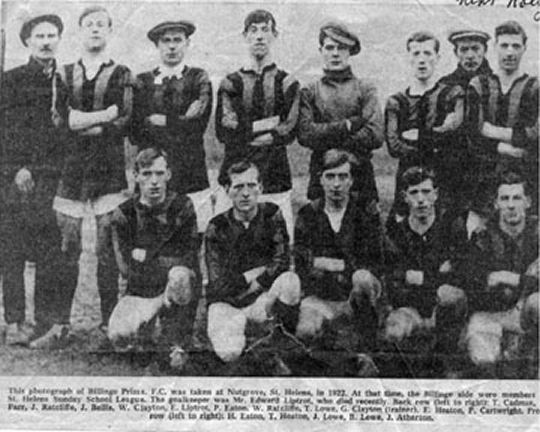 This photograph of Billinge Prims. F.C. was taken at Nutgrove, St. Helens, in 1922. At that time, the Billinge side were members
St. Helens Sunday School League. The goalkeeper was Mr. Edward Liptrot, who died recently. Back row (left to right): T. Cadman,
Parr, J. Ratcliffe, J. Bellis, W. Clayton, E. Liptrot, P. Eaton, W. Ratcliffe, T. Lowe, G. Clayton (trainer), E. Heaton, P. Cartwright. Fro
row (left to right): H. Eaton, T. Heaton, J. Lowe, B. Lowe, J. Atherton.